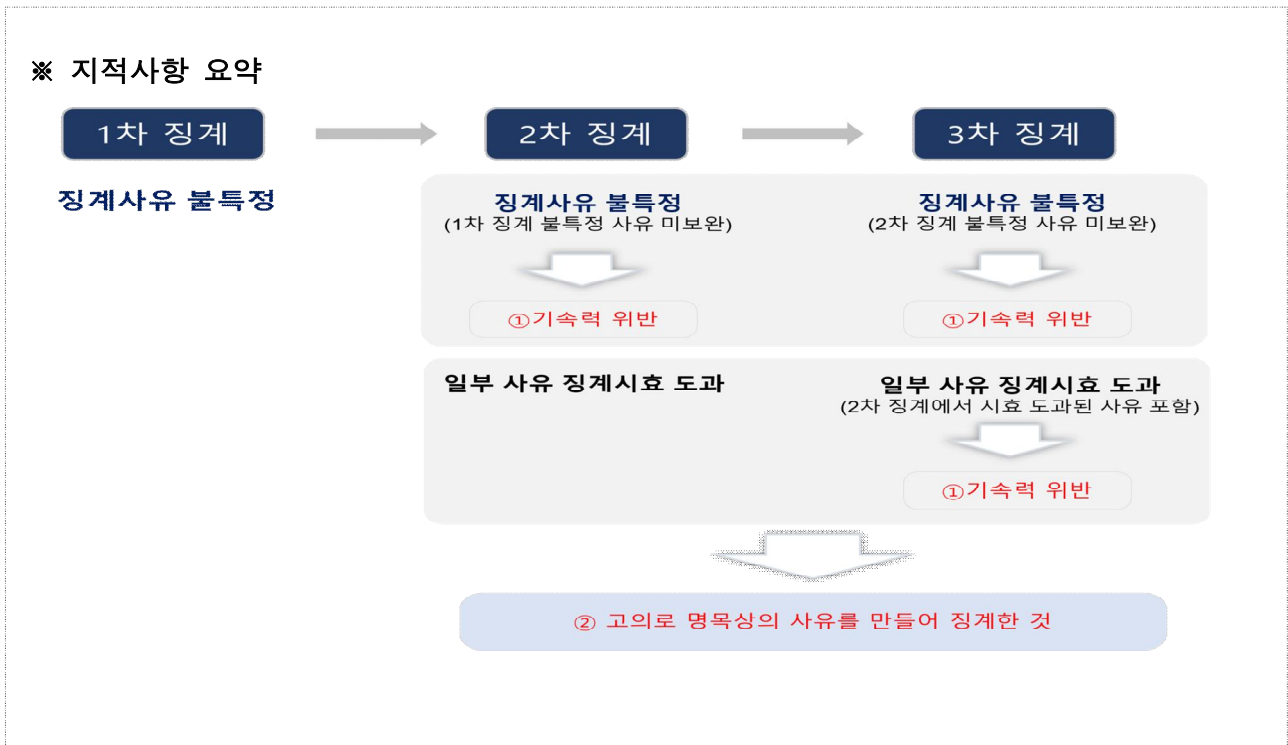 ※ 지적사항 요약
1차 징계
2차 징계
3차 징계
징계사유 불특정
징계사유 불특정
(1차 징계 불특정 사유 미보완)
징계사유 불특정
(2차 징계 불특정 사유 미보완)
①기속력 위반
①기속력 위반
일부 사유 징계시효 도과
일부 사유 징계시효 도과
(2차 징계에서 시효 도과된 사유 포함)
①기속력 위반
② 고의로 명목상의 사유를 만들어 징계한 것